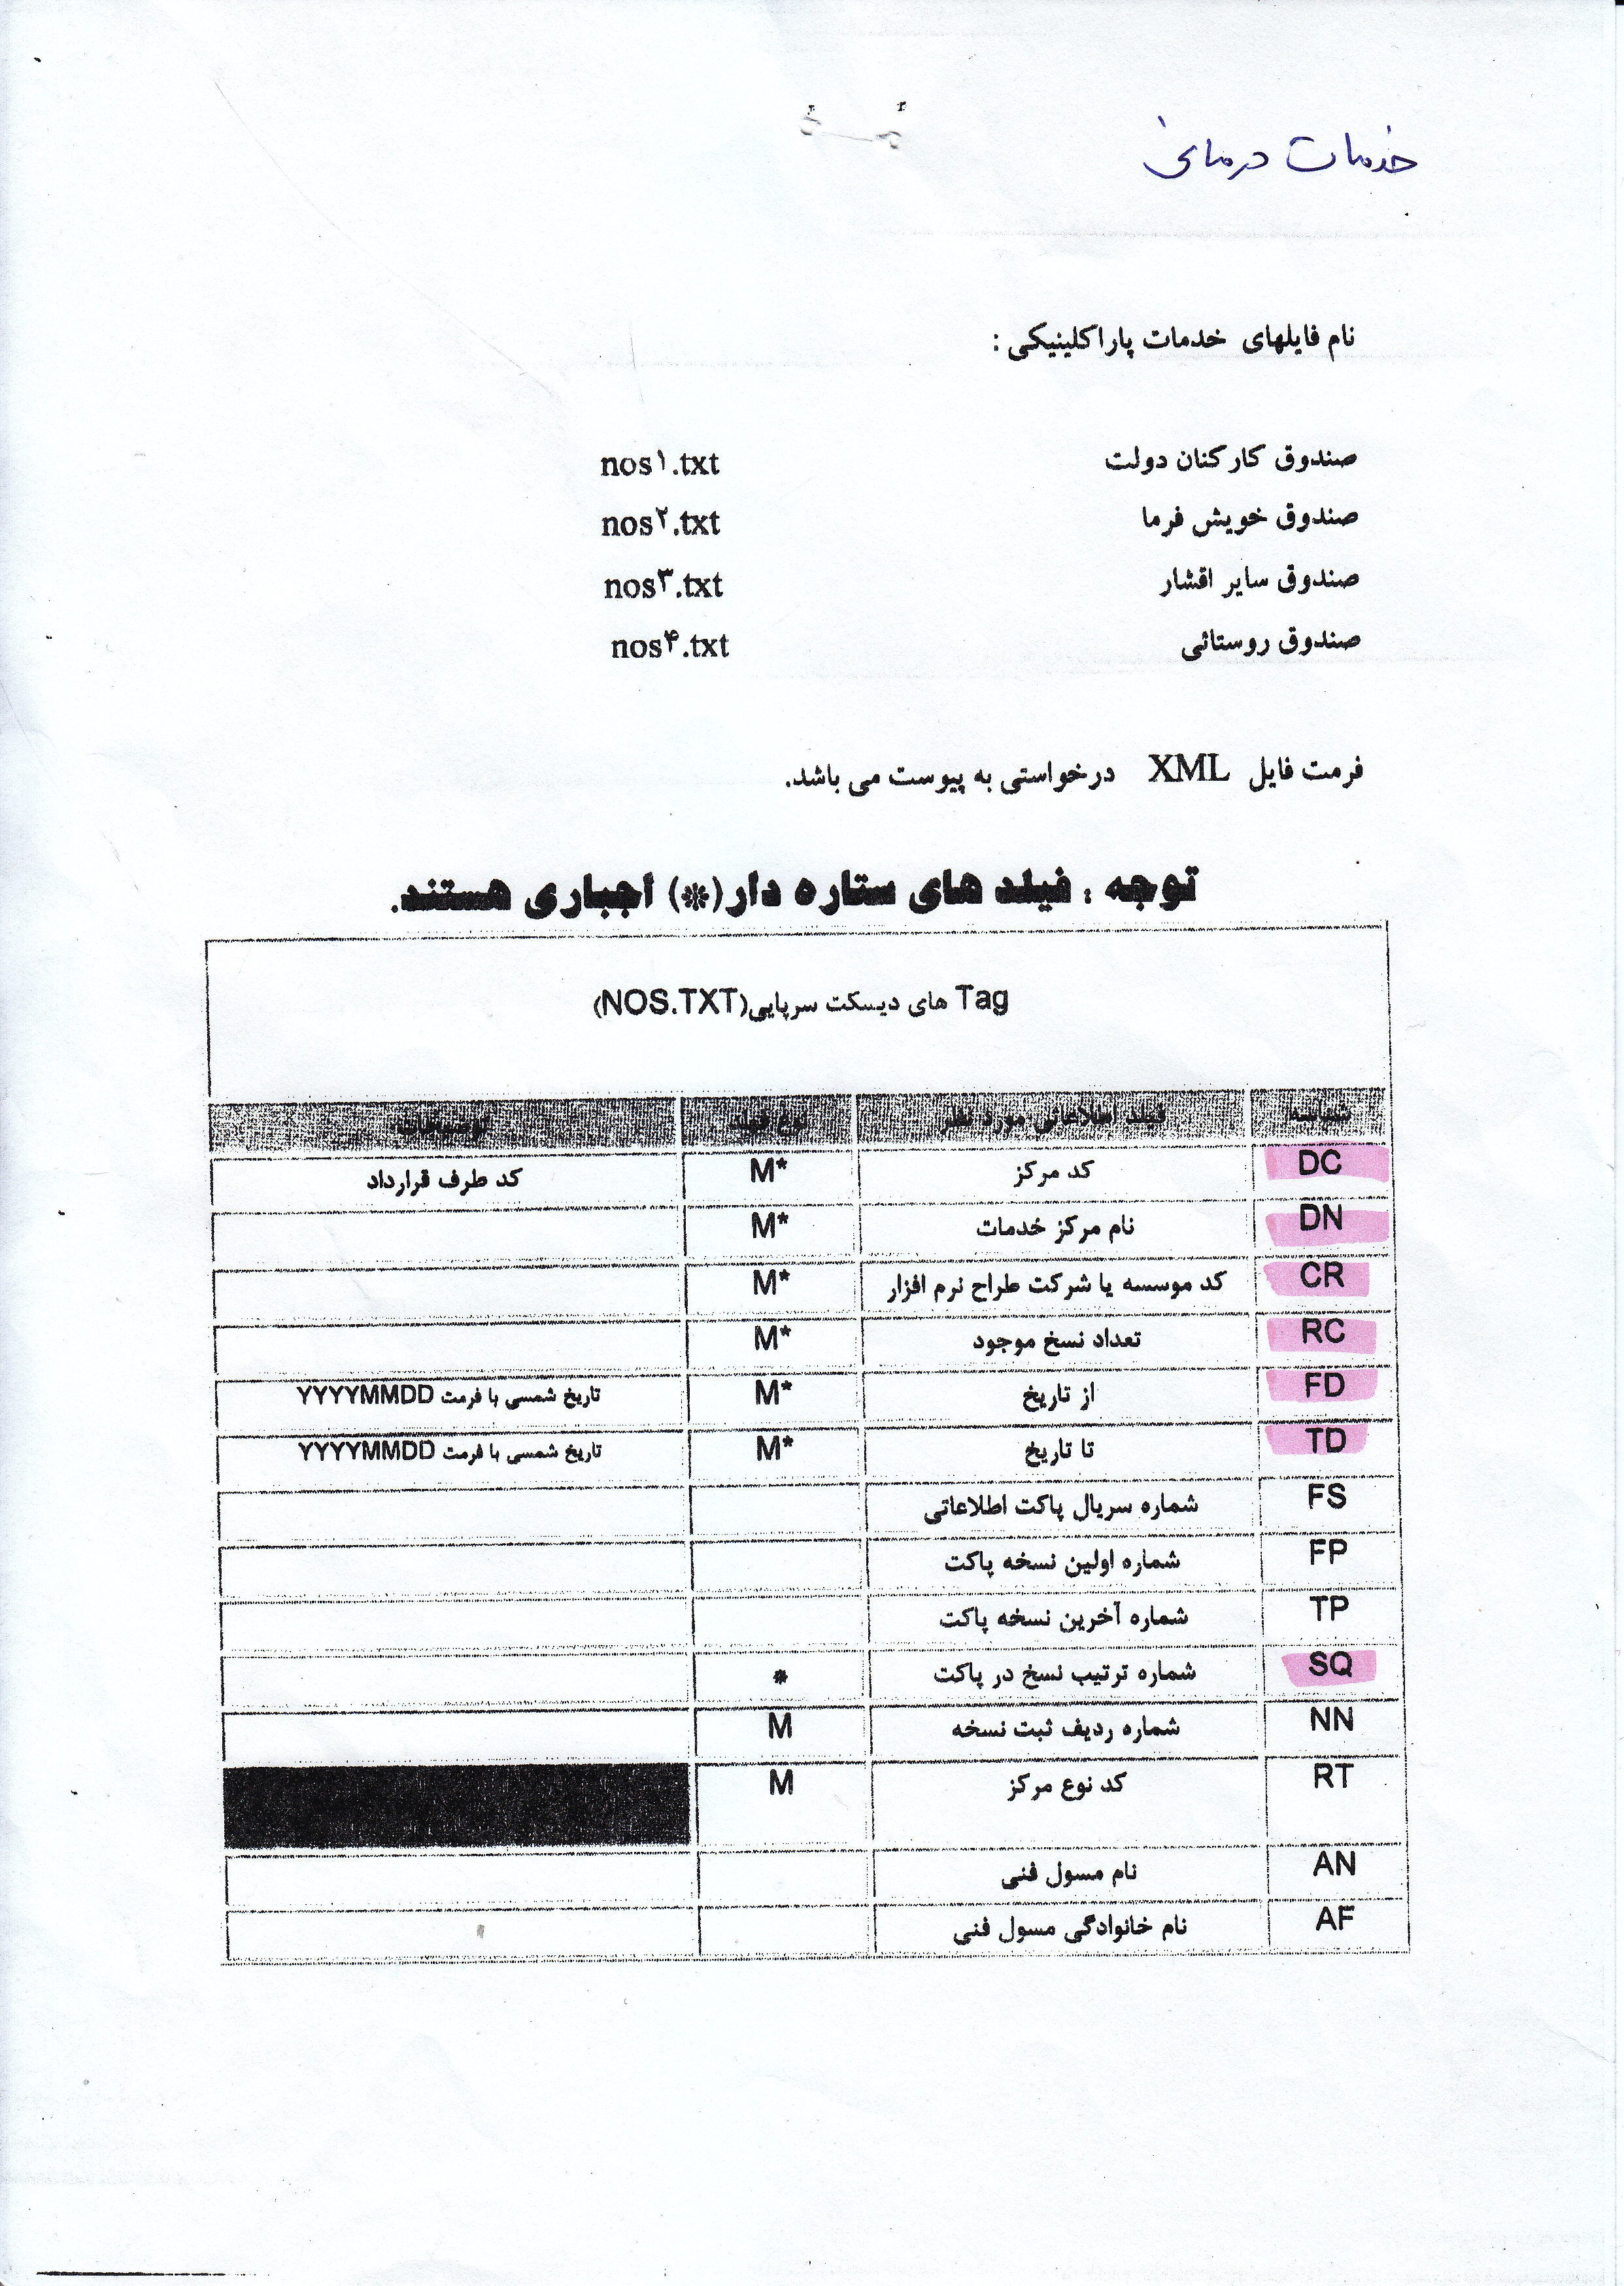 خدمات درمانی
نام فایلهای خدمات پاراکلینیکی :
صندوق کارکنان دولت nos۱.txt
صندوق خویش فرما nos۲.txt
صندوق سایر اقشار nos۳.txt
صندوق روستائی nos۴.txt
فرمت فایل XML درخواستی به پیوست می باشد.
توجه : فیلد های ستاره دار(*) اجباری هستند.
Tag های دیسکت سرپایی(NOS.TXT)
شناسه فیلد اطلاعاتی مورد نظر نوع فیلد توضیحات
DC کد مرکز M* کد طرف قرارداد
DN نام مرکز خدمات M*
CR کد موسسه یا شرکت طراح نرم افزار M*
RC تعداد نسخ موجود M*
FD از تاریخ M* تاریخ شمسی با فرمت YYYYMMDD
TD تا تاریخ M* تاریخ شمسی با فرمت YYYYMMDD
FS شماره سریال پاکت اطلاعاتی
FP شماره اولین نسخه پاکت
TP شماره آخرین نسخه پاکت
SQ شماره ترتیب نسخ در پاکت *
NN شماره ردیف ثبت نسخه M
RT کد نوع مرکز M
AN نام مسول فنی
AF نام خانوادگی مسول فنی